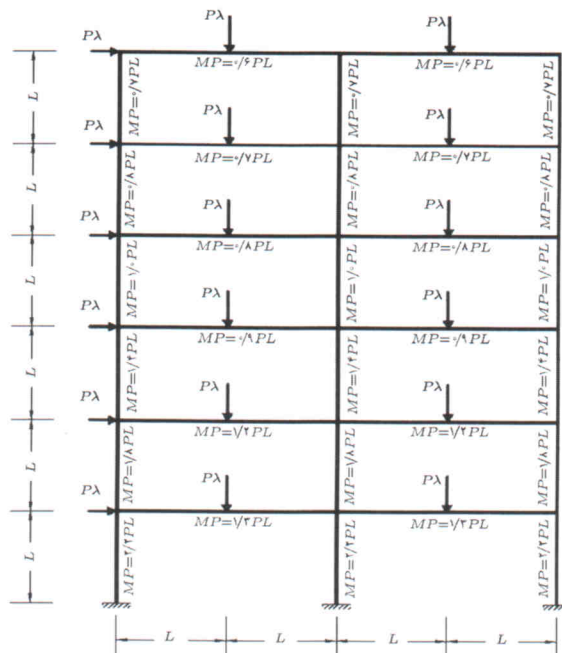 Pλ Pλ
Pλ MP=۰/۶PL MP=۰/۶PL
L MP=۰/۷PL MP=۰/۷PL MP=۰/۷PL
Pλ Pλ
Pλ MP=۰/۷PL MP=۰/۷PL
L MP=۰/۸PL MP=۰/۸PL MP=۰/۸PL
Pλ Pλ
Pλ MP=۰/۸PL MP=۰/۸PL
L MP=۱/۰PL MP=۱/۰PL MP=۱/۰PL
Pλ Pλ
Pλ MP=۰/۹PL MP=۰/۹PL
L MP=۱/۴PL MP=۱/۴PL MP=۱/۴PL
Pλ Pλ
Pλ MP=۱/۲PL MP=۱/۲PL
L MP=۱/۸PL MP=۱/۸PL MP=۱/۸PL
Pλ Pλ
Pλ MP=۱/۳PL MP=۱/۳PL
L MP=۲/۲PL MP=۲/۲PL MP=۲/۲PL
L L L L